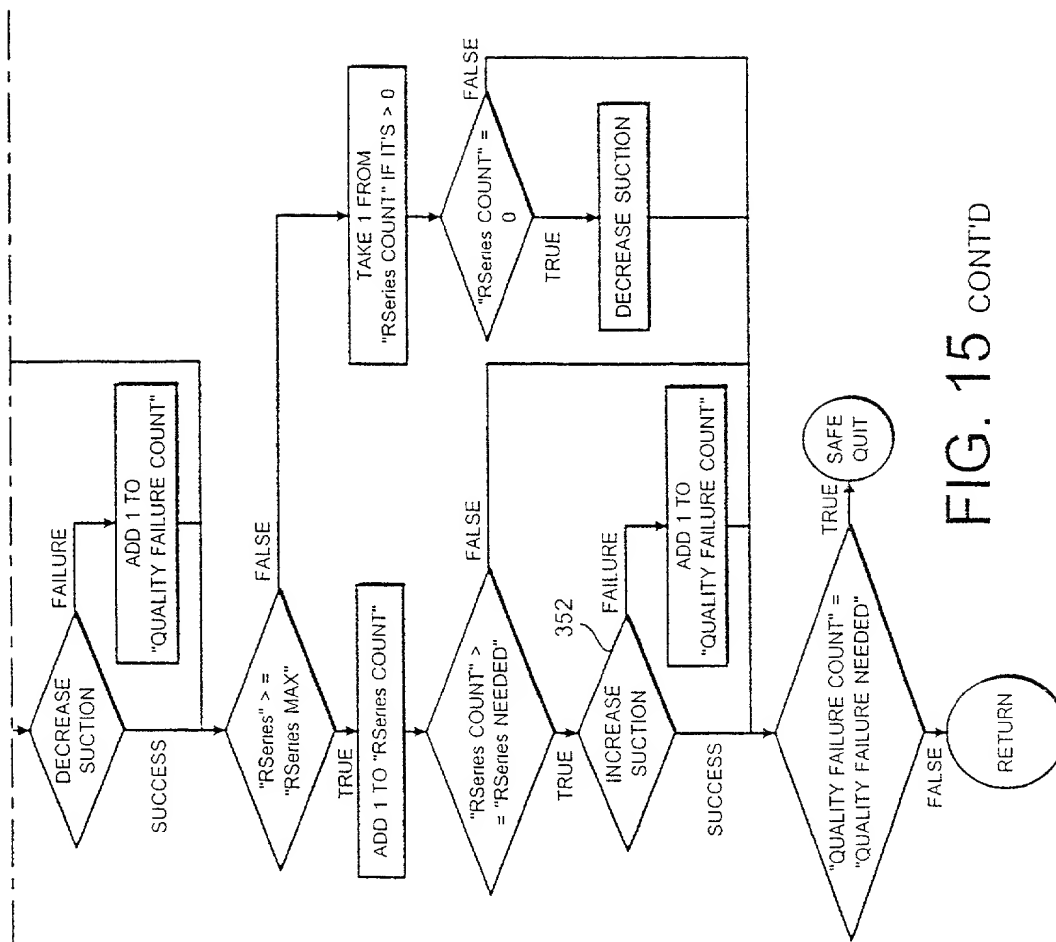 DECREASE
SUCTION
FAILURE
ADD 1 TO
"QUALITY FAILURE COUNT"
SUCCESS
"RSeries" > =
"RSeries MAX"
FALSE
TRUE
TAKE 1 FROM
"RSeries COUNT" IF IT'S > 0
ADD 1 TO "RSeries COUNT"
"RSeries COUNT" =
0
FALSE
TRUE
DECREASE SUCTION
"RSeries COUNT" >
= "RSeries NEEDED"
FALSE
TRUE
352
INCREASE
SUCTION
FAILURE
ADD 1 TO
"QUALITY FAILURE COUNT"
SUCCESS
"QUALITY FAILURE COUNT" =
"QUALITY FAILURE NEEDED"
TRUE
SAFE
QUIT
FALSE
RETURN
FIG. 15 CONT'D